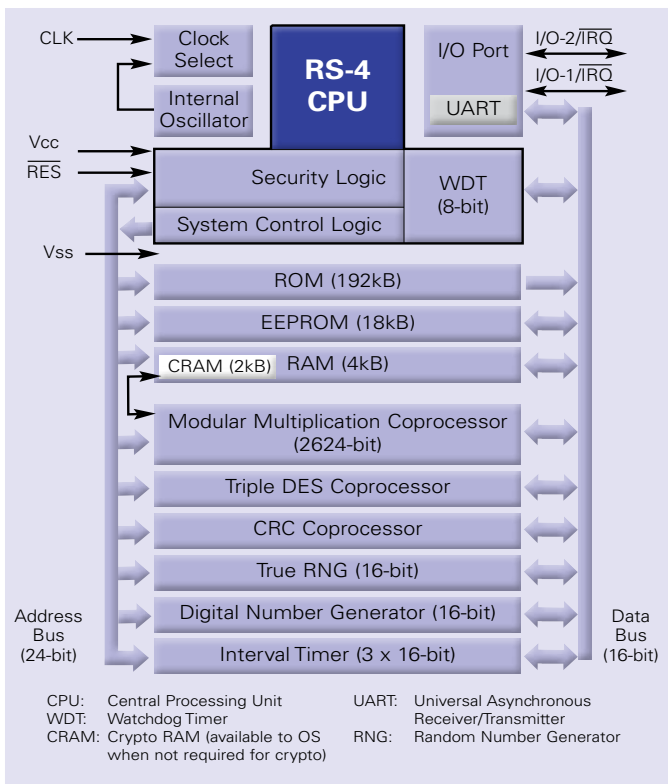 CLK
Clock
Select
Internal
Oscillator
RS-4
CPU
I/O Port
UART
I/O-2/IRQ
I/O-1/IRQ
Vcc
RES
Vss
Security Logic
System Control Logic
WDT
(8-bit)
ROM (192kB)
EEPROM (18kB)
CRAM (2kB)
RAM (4kB)
Modular Multiplication Coprocessor
(2624-bit)
Triple DES Coprocessor
CRC Coprocessor
True RNG (16-bit)
Digital Number Generator (16-bit)
Interval Timer (3 x 16-bit)
Address
Bus
(24-bit)
Data
Bus
(16-bit)
CPU: Central Processing Unit
WDT: Watchdog Timer
CRAM: Crypto RAM (available to OS
when not required for crypto)
UART: Universal Asynchronous
Receiver/Transmitter
RNG: Random Number Generator